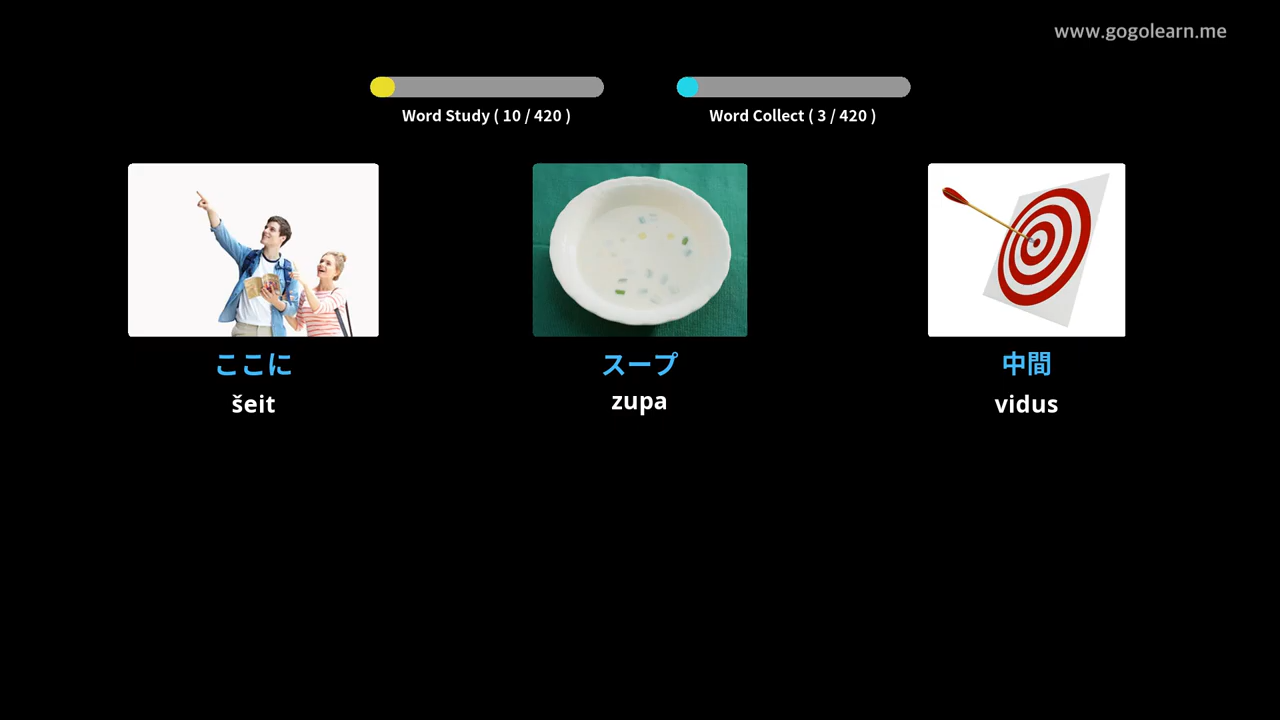 www.gogolearn.me
Word Study ( 10 / 420 )
Word Collect ( 3 / 420 )
ここに
šeit
スープ
zupa
中間
vidus